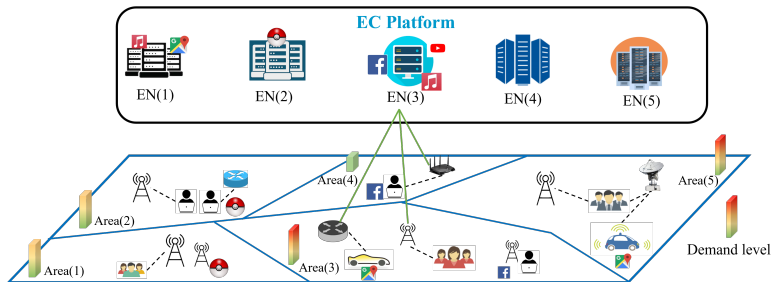 EC Platform
EN(1)
EN(2)
EN(3)
EN(4)
EN(5)
Area(4)
Area(5)
Area(2)
Area(1)
Area(3)
Demand level